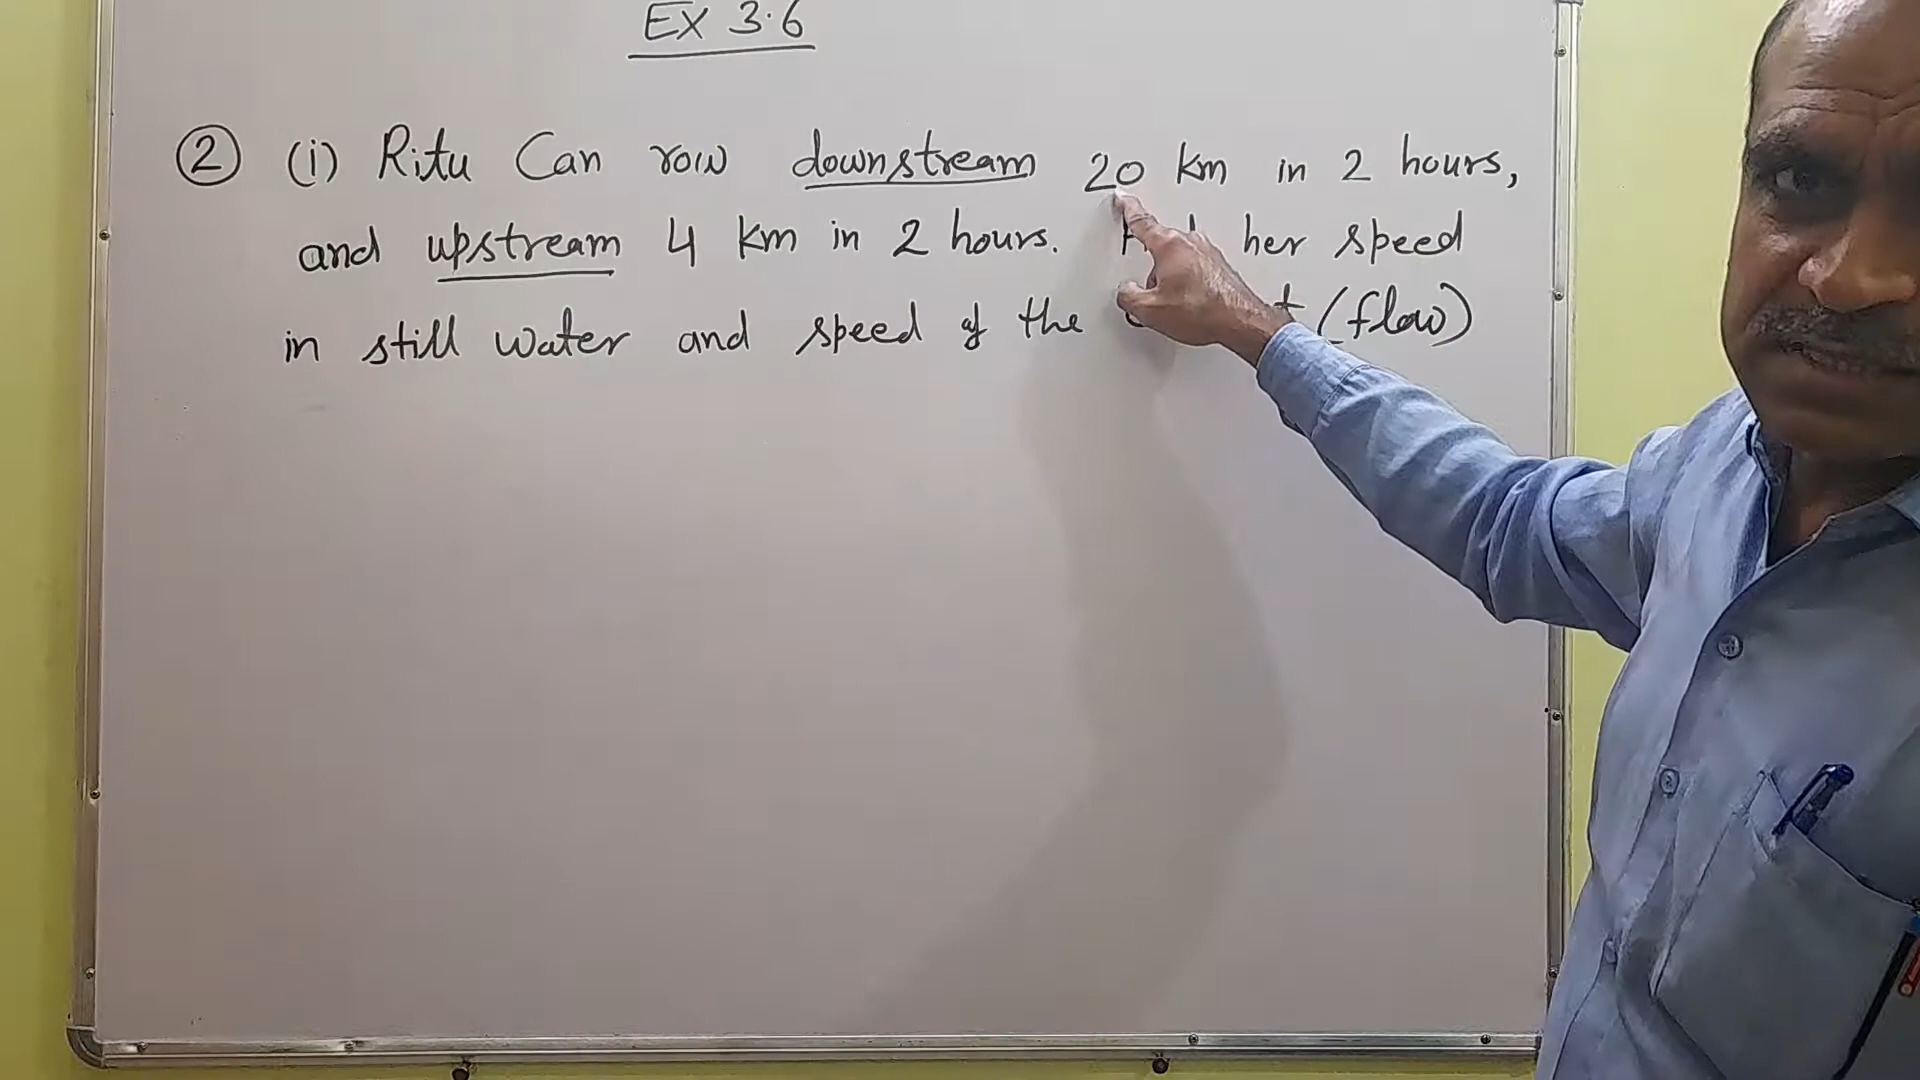 EX 3.6
② (i) Ritu Can row downstream 20 km in 2 hours,
and upstream 4 km in 2 hours. her speed
in still water and speed of the (flow)